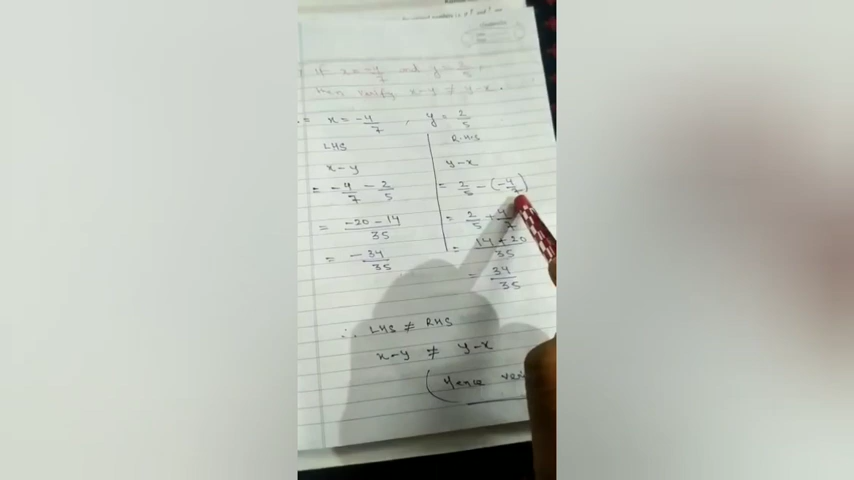 if x = -4/7 and y = 2/5,
then verify x-y ≠ y-x.
x = -4/7 , y = 2/5
LHS
x-y
= -4/7 - 2/5
= -20-14/35
= -34/35
R.H.S
y-x
= 2/5 - (-4/7)
= 2/5 + 4/7
= 14+20/35
= 34/35
∴ LHS ≠ RHS
x-y ≠ y-x
(Hence